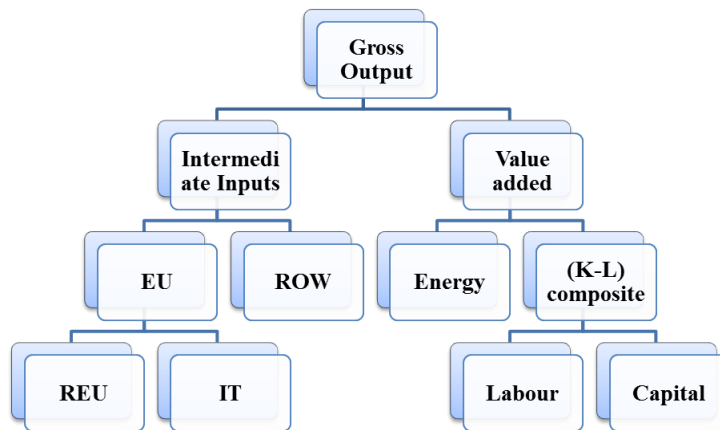 Gross
Output
Intermedi
ate Inputs
Value
added
EU
ROW
Energy
(K-L)
composite
REU
IT
Labour
Capital